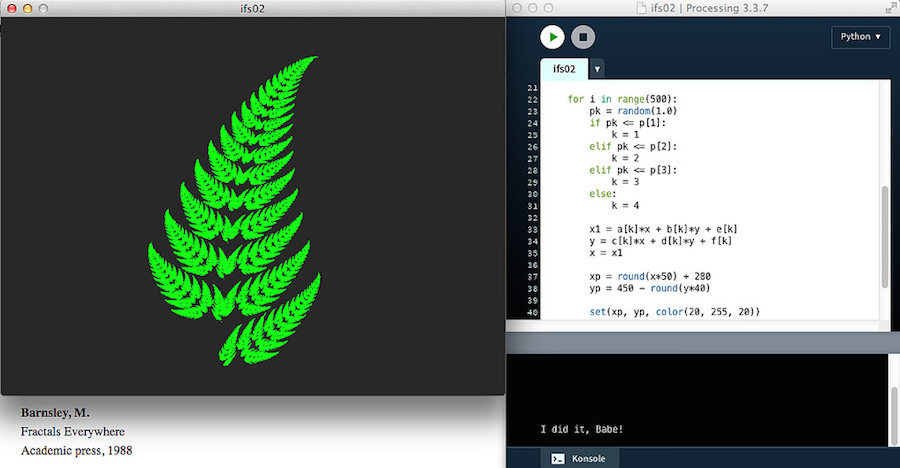 ifs02
ifs02 | Processing 3.3.7
Python ▾
ifs02 ▾
21
22 for i in range(500):
23 pk = random(1.0)
24 if pk <= p[1]:
25 k = 1
26 elif pk <= p[2]:
27 k = 2
28 elif pk <= p[3]:
29 k = 3
30 else:
31 k = 4
32
33 x1 = a[k]*x + b[k]*y + e[k]
34 y = c[k]*x + d[k]*y + f[k]
35 x = x1
36
37 xp = round(x*50) + 280
38 yp = 450 - round(y*40)
39
40 set(xp, yp, color(20, 255, 20))
I did it, Babe!
Konsole
Barnsley, M.
Fractals Everywhere
Academic press, 1988